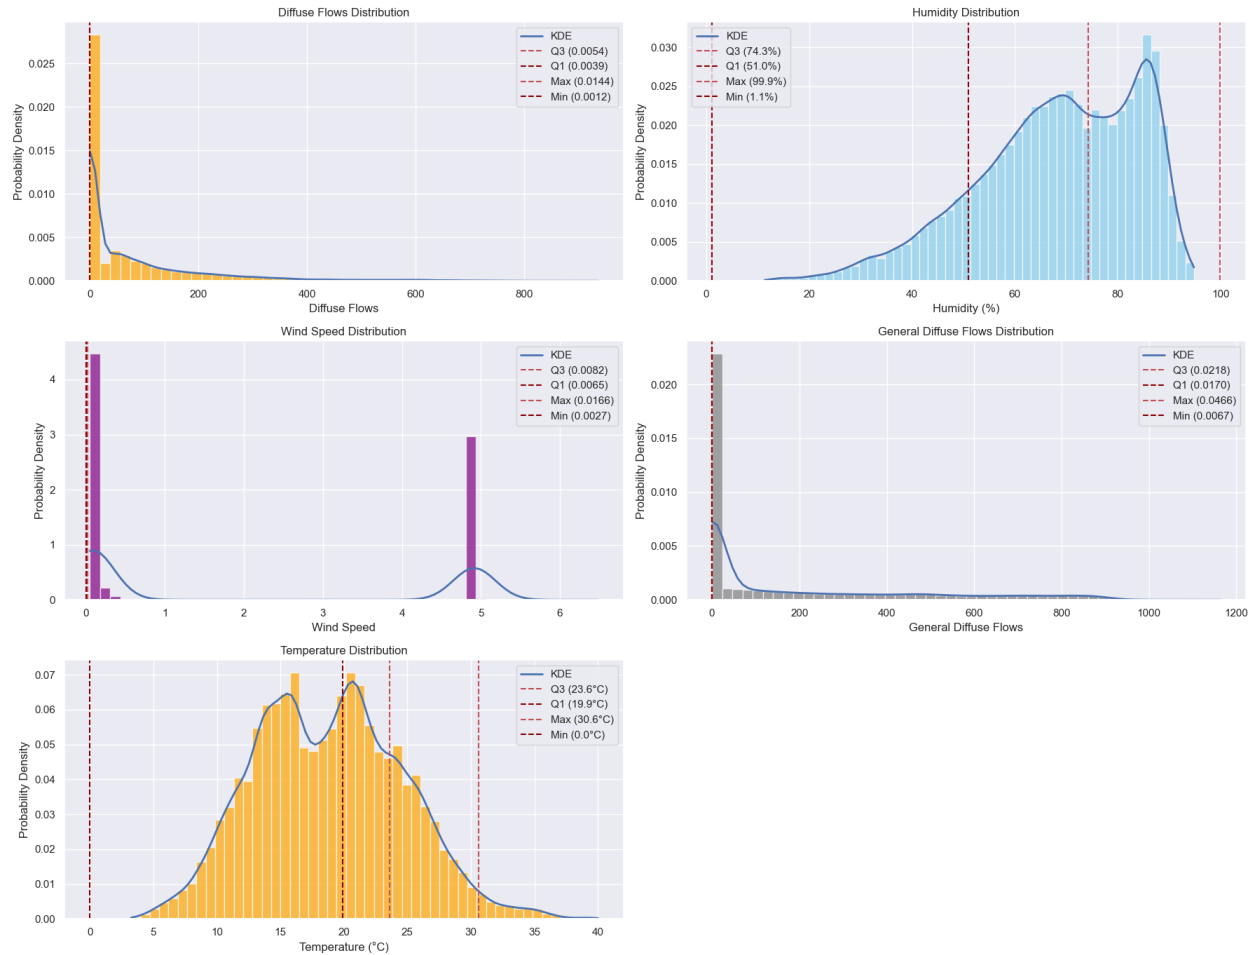 Diffuse Flows Distribution
Probability Density
0.025
0.020
0.015
0.010
0.005
0.000
KDE
Q3 (0.0054)
Q1 (0.0039)
Max (0.0144)
Min (0.0012)
0
200
400
600
800
Diffuse Flows
Humidity Distribution
Probability Density
0.030
0.025
0.020
0.015
0.010
0.005
0.000
KDE
Q3 (74.3%)
Q1 (51.0%)
Max (99.9%)
Min (1.1%)
0
20
40
60
80
100
Humidity (%)
Wind Speed Distribution
Probability Density
4
3
2
1
0
KDE
Q3 (0.0082)
Q1 (0.0065)
Max (0.0166)
Min (0.0027)
0
1
2
3
4
5
6
Wind Speed
General Diffuse Flows Distribution
Probability Density
0.020
0.015
0.010
0.005
0.000
KDE
Q3 (0.0218)
Q1 (0.0170)
Max (0.0466)
Min (0.0067)
0
200
400
600
800
1000
1200
General Diffuse Flows
Temperature Distribution
Probability Density
0.07
0.06
0.05
0.04
0.03
0.02
0.01
0.00
KDE
Q3 (23.6°C)
Q1 (19.9°C)
Max (30.6°C)
Min (0.0°C)
0
5
10
15
20
25
30
35
40
Temperature (°C)